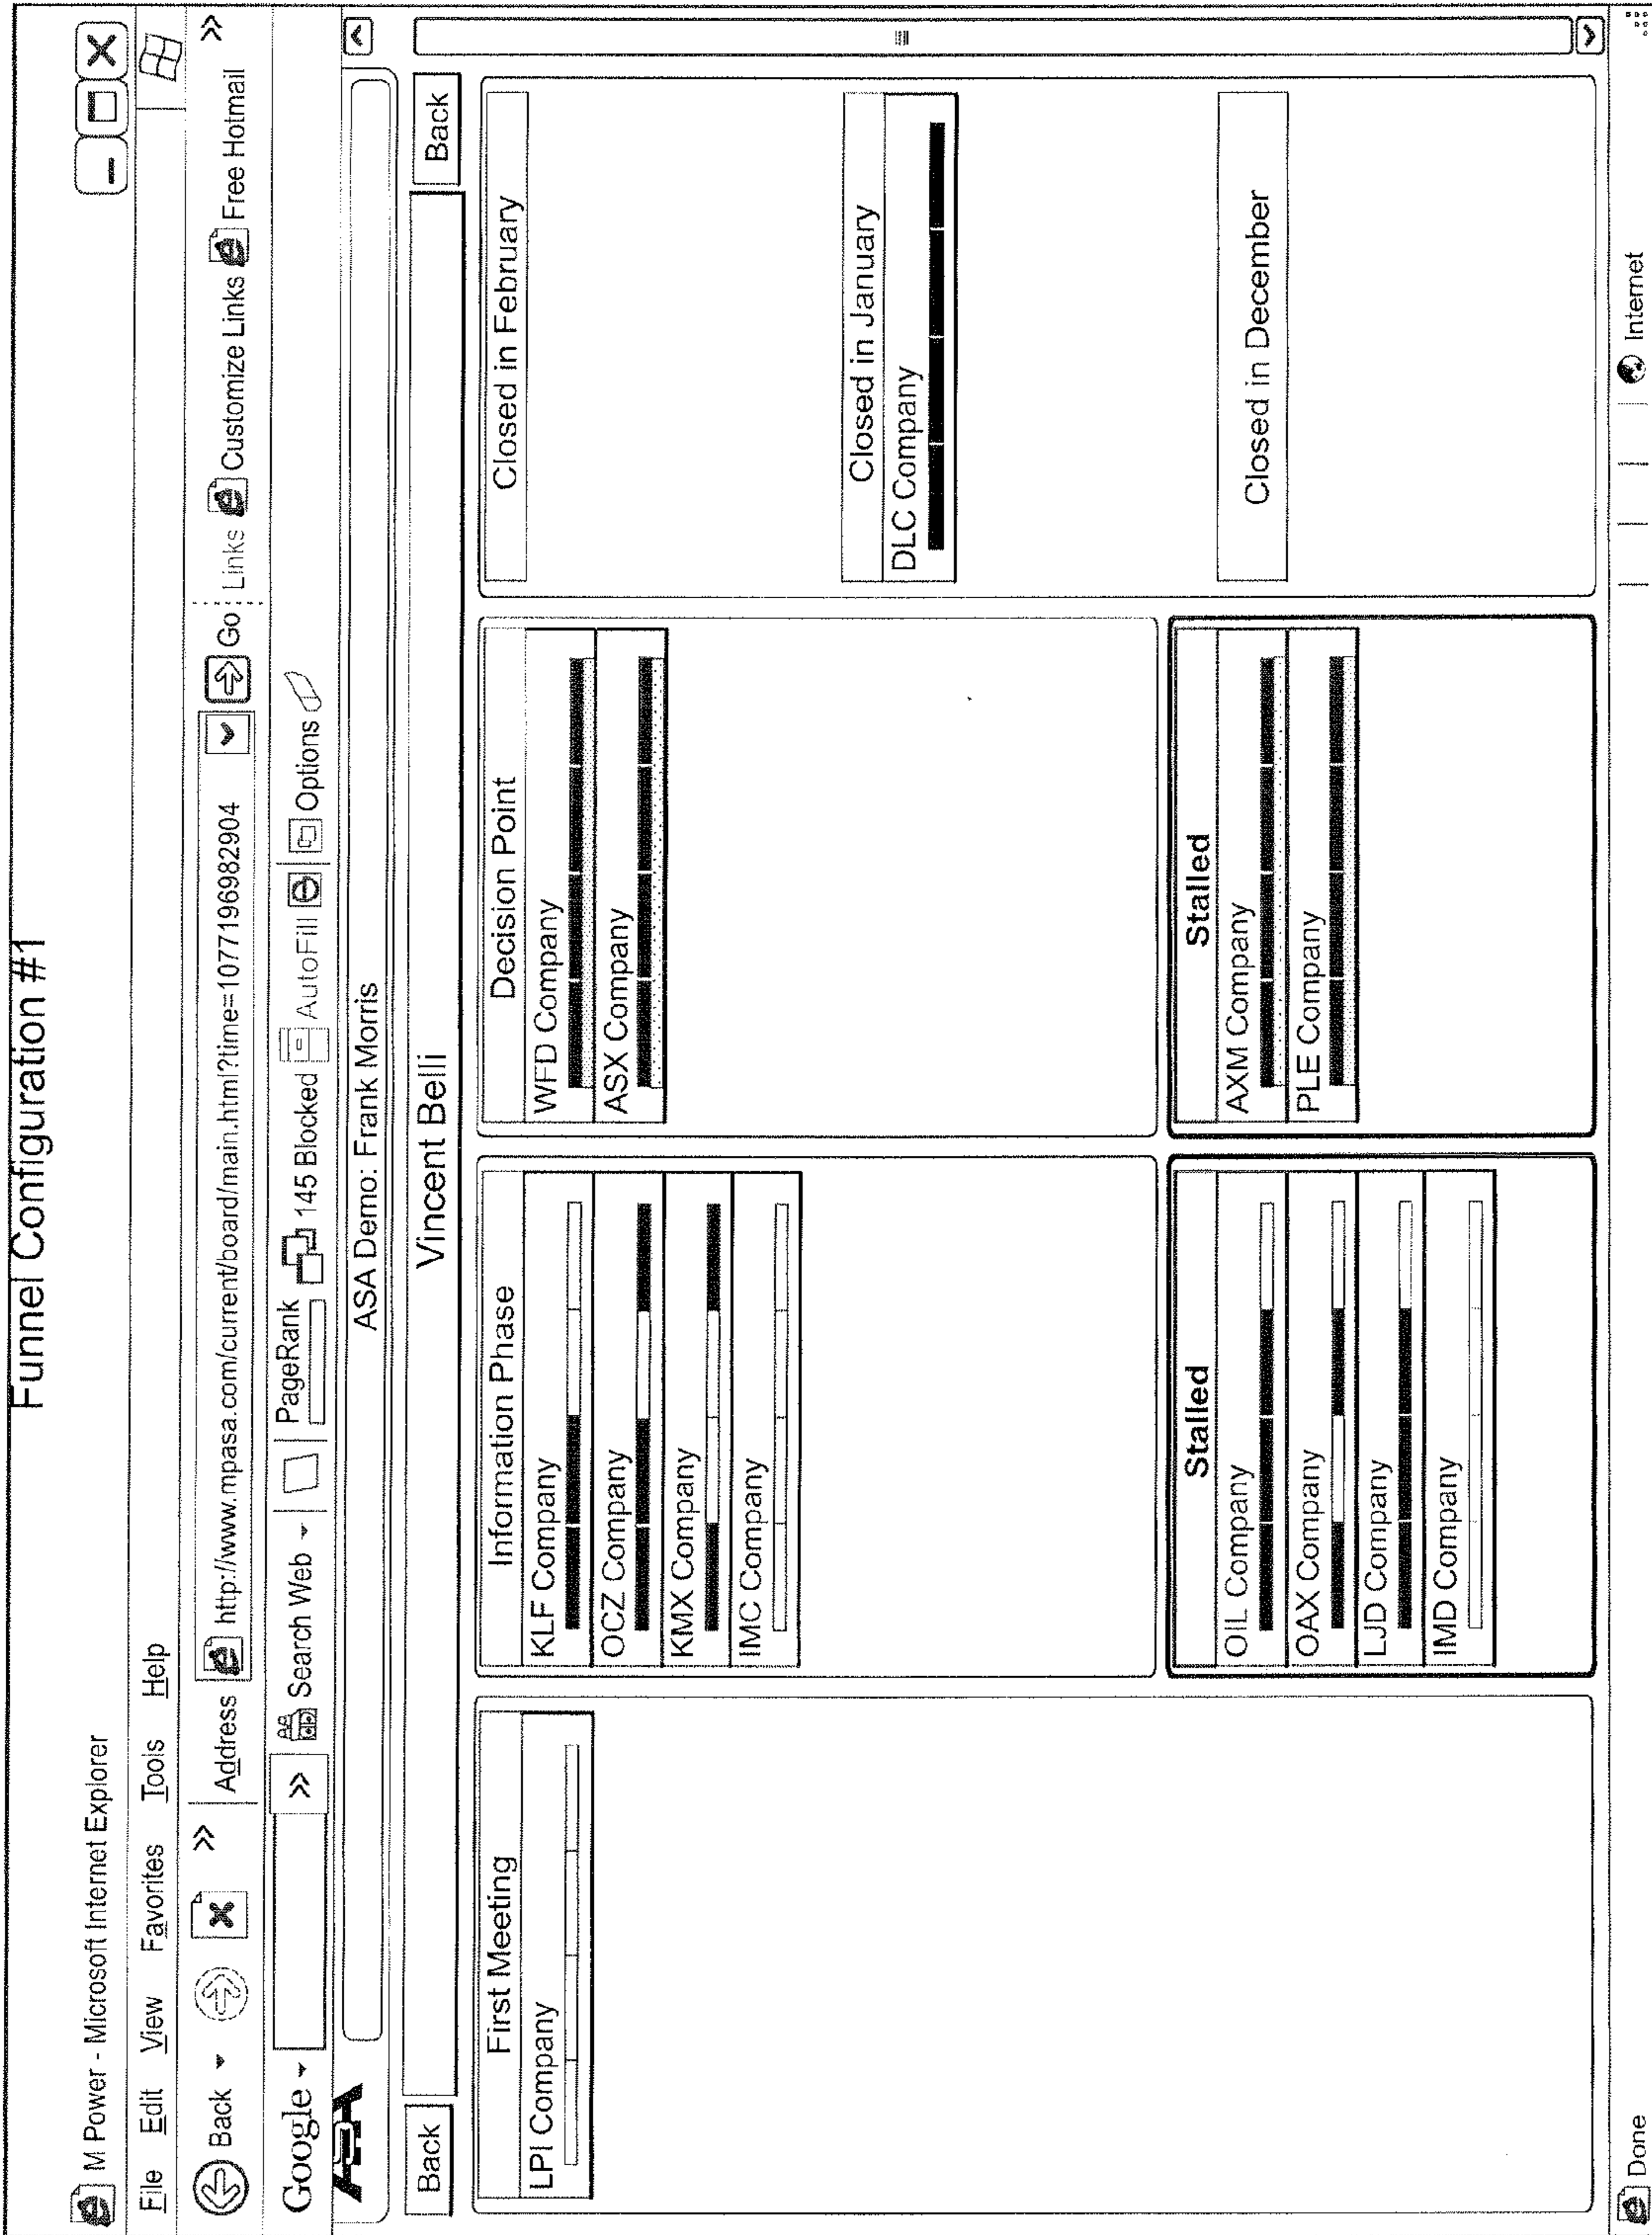 Funnel Configuration #1
M Power - Microsoft Internet Explorer
File Edit View Favorites Tools Help
Back Address http://www.mpasa.com/current/board/main.html?time=1077196982904 Go Links Customize Links Free Hotmail
Google Search Web PageRank 145 Blocked AutoFill Options
ASA Demo: Frank Morris
Back Vincent Belli Back
First Meeting
LPI Company
Information Phase
KLF Company
OCZ Company
KMX Company
IMC Company
Stalled
OIL Company
OAX Company
LJD Company
IMD Company
Decision Point
WFD Company
ASX Company
Stalled
AXM Company
PLE Company
Closed in February
Closed in January
DLC Company
Closed in December
Done Internet